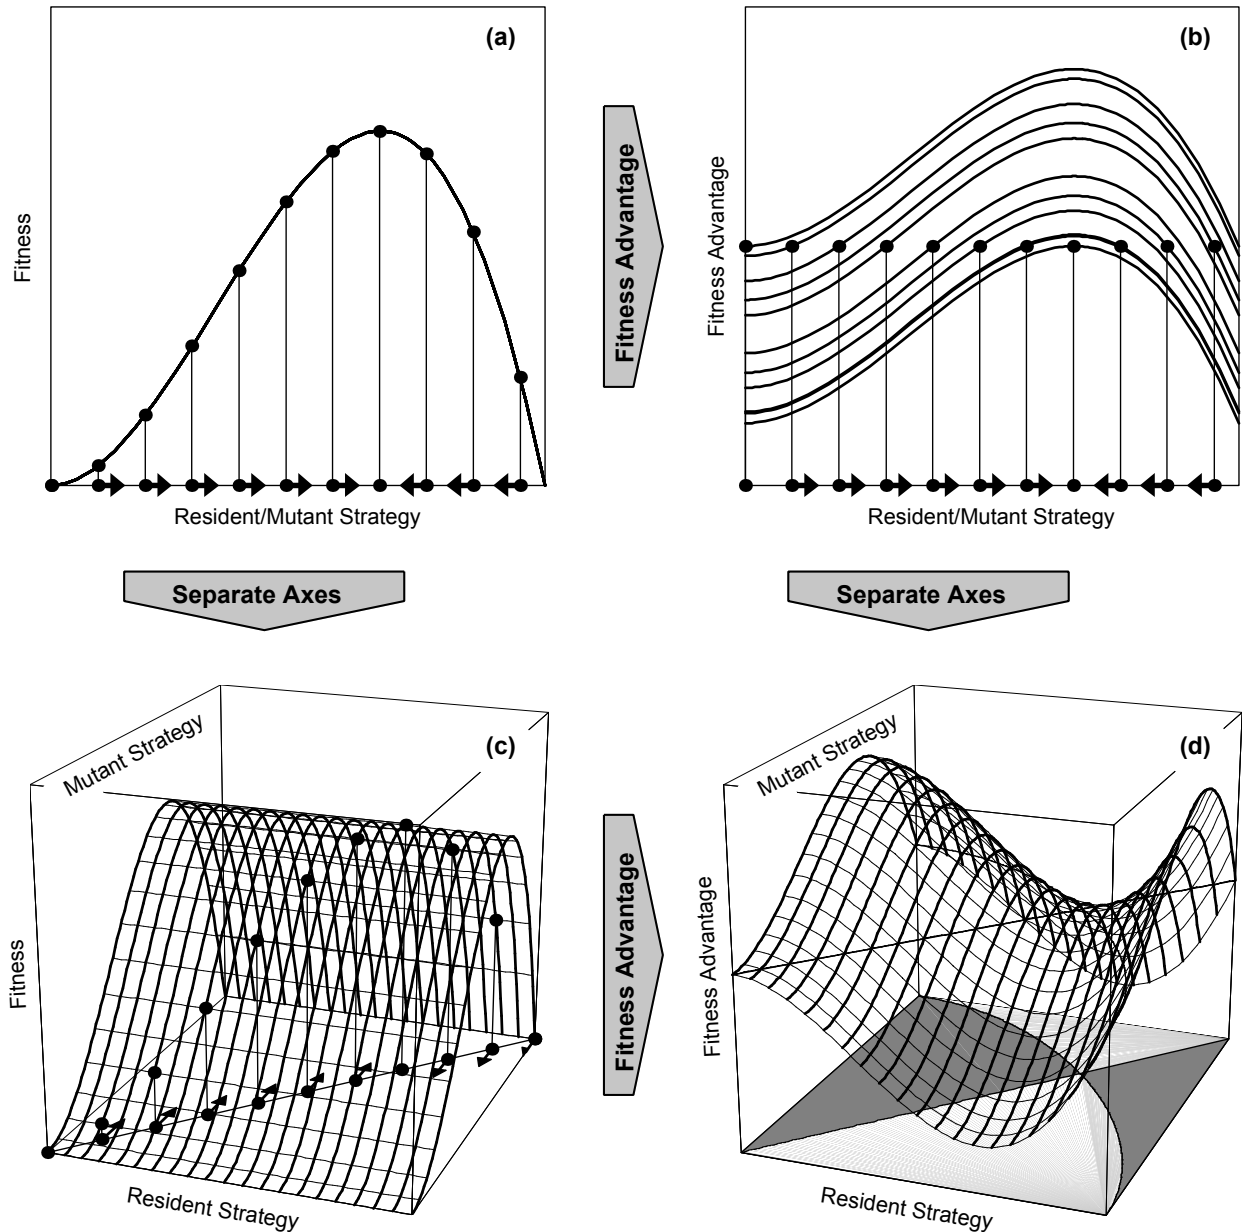 (a)
Fitness
Resident/Mutant Strategy
Fitness Advantage
(b)
Fitness Advantage
Resident/Mutant Strategy
Separate Axes
Separate Axes
(c)
Mutant Strategy
Fitness
Resident Strategy
Fitness Advantage
(d)
Mutant Strategy
Fitness Advantage
Resident Strategy